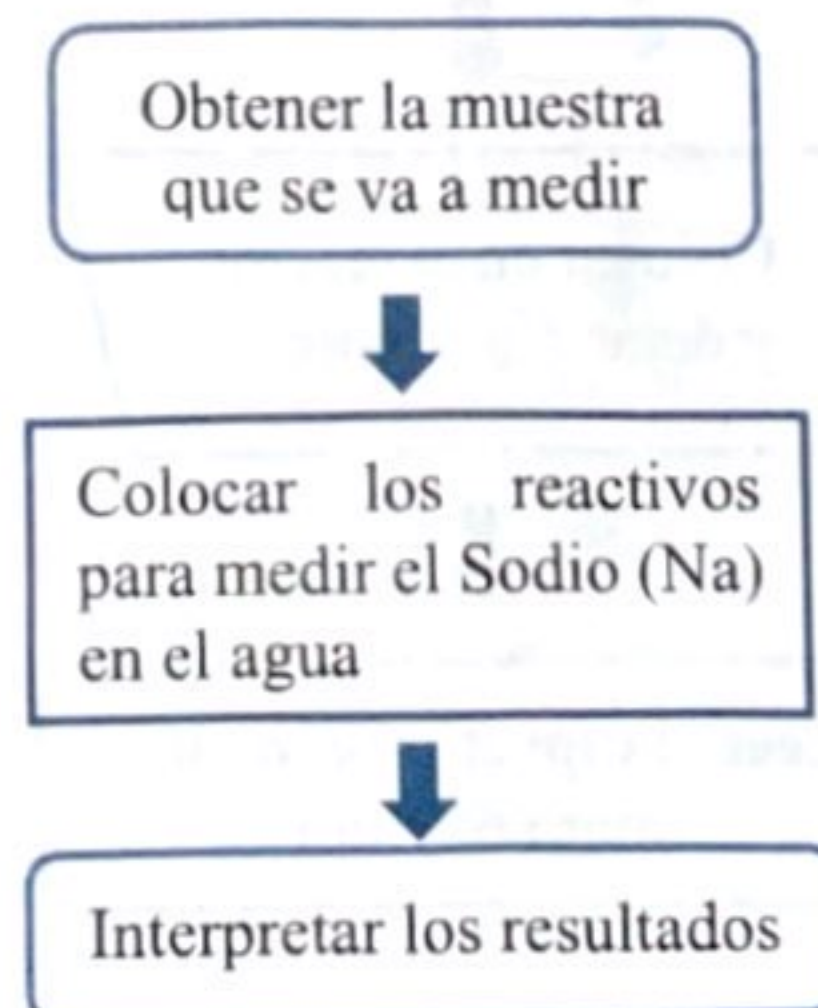 Obtener la muestra
que se va a medir
Colocar los reactivos
para medir el Sodio (Na)
en el agua
Interpretar los resultados